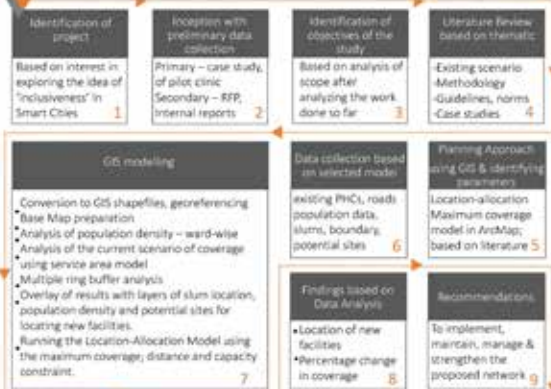 Identification of
project
Based on interest in
exploring the idea of
"inclusiveness" in
Smart Cities
1
Inception with
preliminary data
collection
Primary – case study,
of pilot clinic
Secondary – RFP,
Internal reports
2
Identification of
objectives of the
study
Based on analysis of
scope after
analyzing the work
done so far
3
Literature Review
based on thematic
-Existing scenario
-Methodology
-Guidelines, norms
-Case studies
4
GIS modelling
Conversion to GIS shapefiles, georeferencing
Base Map preparation
Analysis of population density – ward-wise
Analysis of the current scenario of coverage
using service area model
Multiple ring buffer analysis
Overlay of results with layers of slum location,
population density and potential sites for
locating new facilities.
Running the Location-Allocation Model using
the maximum coverage; distance and capacity
constraint.
7
Data collection based
on selected model
existing PHCs, roads
population data,
slums, boundary,
potential sites
6
Planning Approach
using GIS & identifying
parameters
Location-allocation
Maximum coverage
model in ArcMap;
based on literature
5
Findings based on
Data Analysis
•Location of new
facilities
•Percentage change
in coverage
8
Recommendations
To implement,
maintain, manage &
strengthen the
proposed network
9